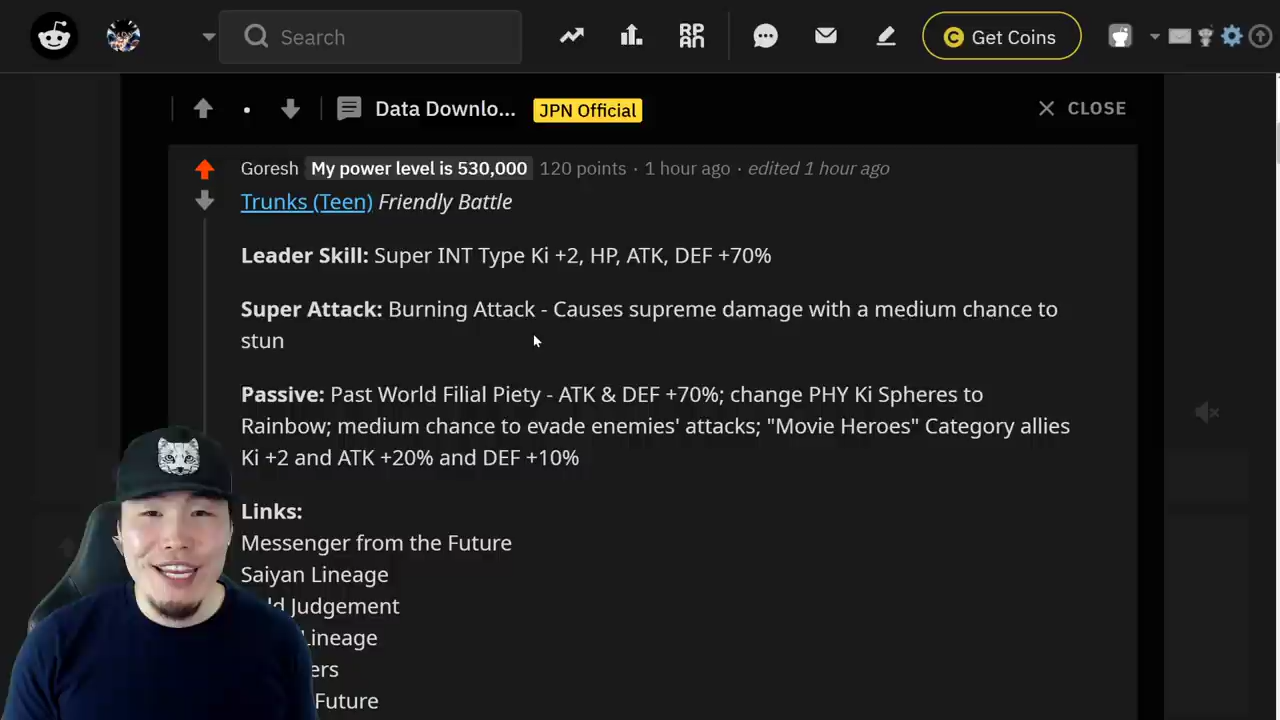 Search
RPAN
Get Coins
Data Downlo... JPN Official
CLOSE
Goresh My power level is 530,000 120 points · 1 hour ago · edited 1 hour ago
Trunks (Teen) Friendly Battle
Leader Skill: Super INT Type Ki +2, HP, ATK, DEF +70%
Super Attack: Burning Attack - Causes supreme damage with a medium chance to
stun
Passive: Past World Filial Piety - ATK & DEF +70%; change PHY Ki Spheres to
Rainbow; medium chance to evade enemies' attacks; "Movie Heroes" Category allies
Ki +2 and ATK +20% and DEF +10%
Links:
Messenger from the Future
Saiyan Lineage
Judgement
Lineage
Future